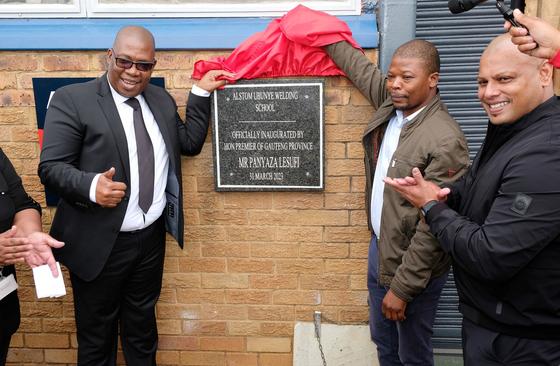 ALSTOM UBUNYE WELDING
SCHOOL
OFFICIALLY INAUGURATED BY
HON PREMIER OF GAUTENG PROVINCE
MR PANYAZA LESUFI
31 MARCH 2023